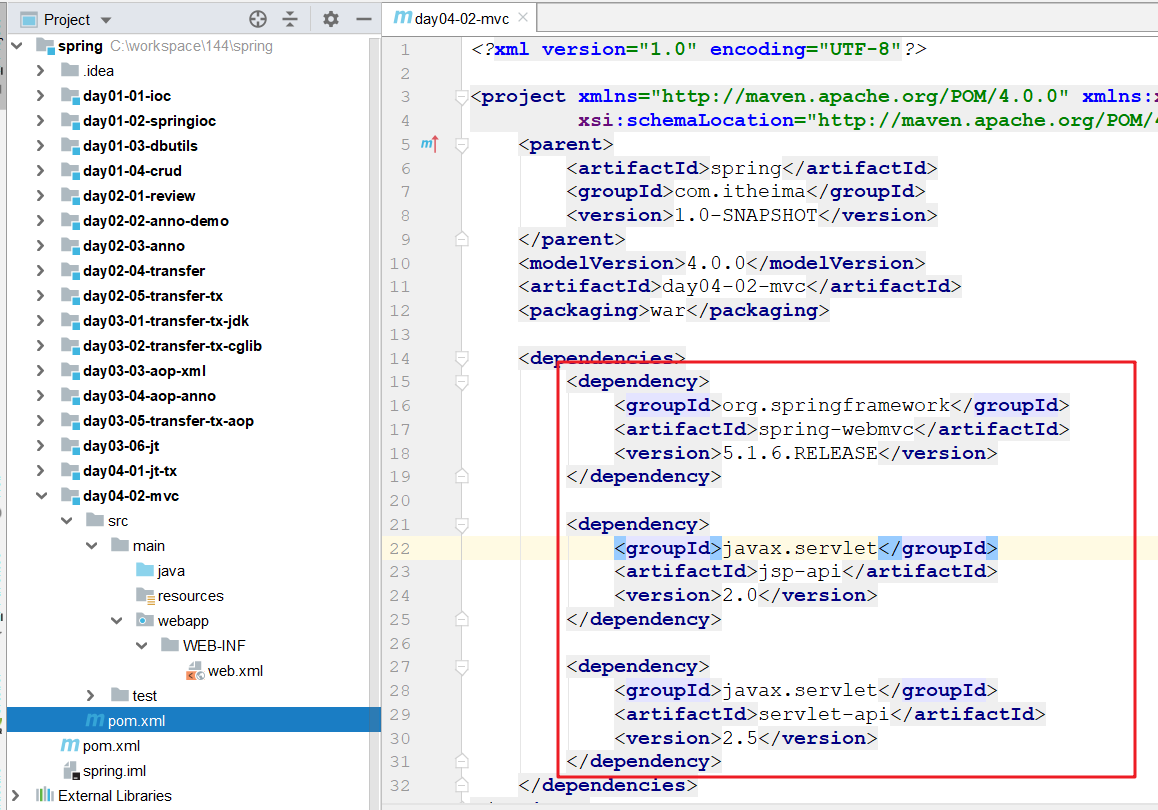 Project
spring C:\workspace\144\spring
.idea
day01-01-ioc
day01-02-springioc
day01-03-dbutils
day01-04-crud
day02-01-review
day02-02-anno-demo
day02-03-anno
day02-04-transfer
day02-05-transfer-tx
day03-01-transfer-tx-jdk
day03-02-transfer-tx-cglib
day03-03-aop-xml
day03-04-aop-anno
day03-05-transfer-tx-aop
day03-06-jt
day04-01-jt-tx
day04-02-mvc
src
main
java
resources
webapp
WEB-INF
web.xml
test
pom.xml
pom.xml
spring.iml
External Libraries
day04-02-mvc
1 <?xml version="1.0" encoding="UTF-8"?>
2
3 <project xmlns="http://maven.apache.org/POM/4.0.0" xmlns:
4 xsi:schemaLocation="http://maven.apache.org/POM/
5 <parent>
6 <artifactId>spring</artifactId>
7 <groupId>com.itheima</groupId>
8 <version>1.0-SNAPSHOT</version>
9 </parent>
10 <modelVersion>4.0.0</modelVersion>
11 <artifactId>day04-02-mvc</artifactId>
12 <packaging>war</packaging>
13
14 <dependencies>
15 <dependency>
16 <groupId>org.springframework</groupId>
17 <artifactId>spring-webmvc</artifactId>
18 <version>5.1.6.RELEASE</version>
19 </dependency>
20
21 <dependency>
22 <groupId>javax.servlet</groupId>
23 <artifactId>jsp-api</artifactId>
24 <version>2.0</version>
25 </dependency>
26
27 <dependency>
28 <groupId>javax.servlet</groupId>
29 <artifactId>servlet-api</artifactId>
30 <version>2.5</version>
31 </dependency>
32 </dependencies>